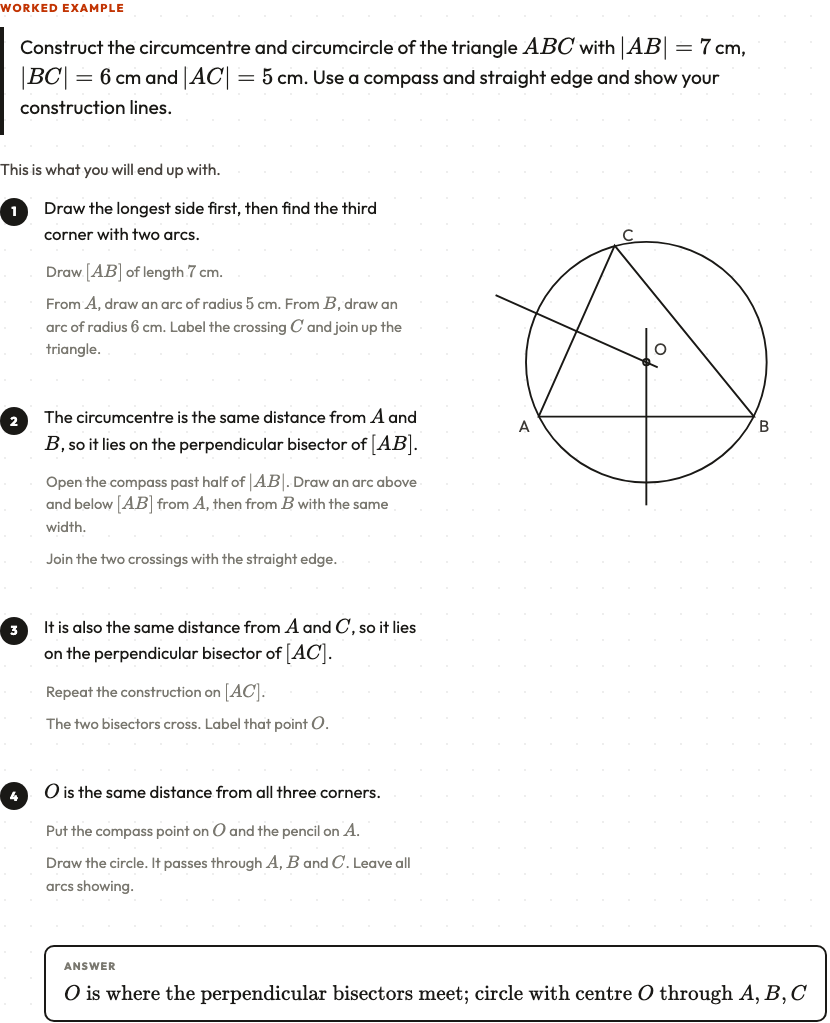 WORKED EXAMPLE
Construct the circumcentre and circumcircle of the triangle ABC with |AB| = 7 cm,
|BC| = 6 cm and |AC| = 5 cm. Use a compass and straight edge and show your
construction lines.
This is what you will end up with.
1 Draw the longest side first, then find the third
corner with two arcs.
Draw [AB] of length 7 cm.
From A, draw an arc of radius 5 cm. From B, draw an
arc of radius 6 cm. Label the crossing C and join up the
triangle.
2 The circumcentre is the same distance from A and
B, so it lies on the perpendicular bisector of [AB].
Open the compass past half of |AB|. Draw an arc above
and below [AB] from A, then from B with the same
width.
Join the two crossings with the straight edge.
3 It is also the same distance from A and C, so it lies
on the perpendicular bisector of [AC].
Repeat the construction on [AC].
The two bisectors cross. Label that point O.
4 O is the same distance from all three corners.
Put the compass point on O and the pencil on A.
Draw the circle. It passes through A, B and C. Leave all
arcs showing.
C
O
A
B
ANSWER
O is where the perpendicular bisectors meet; circle with centre O through A, B, C